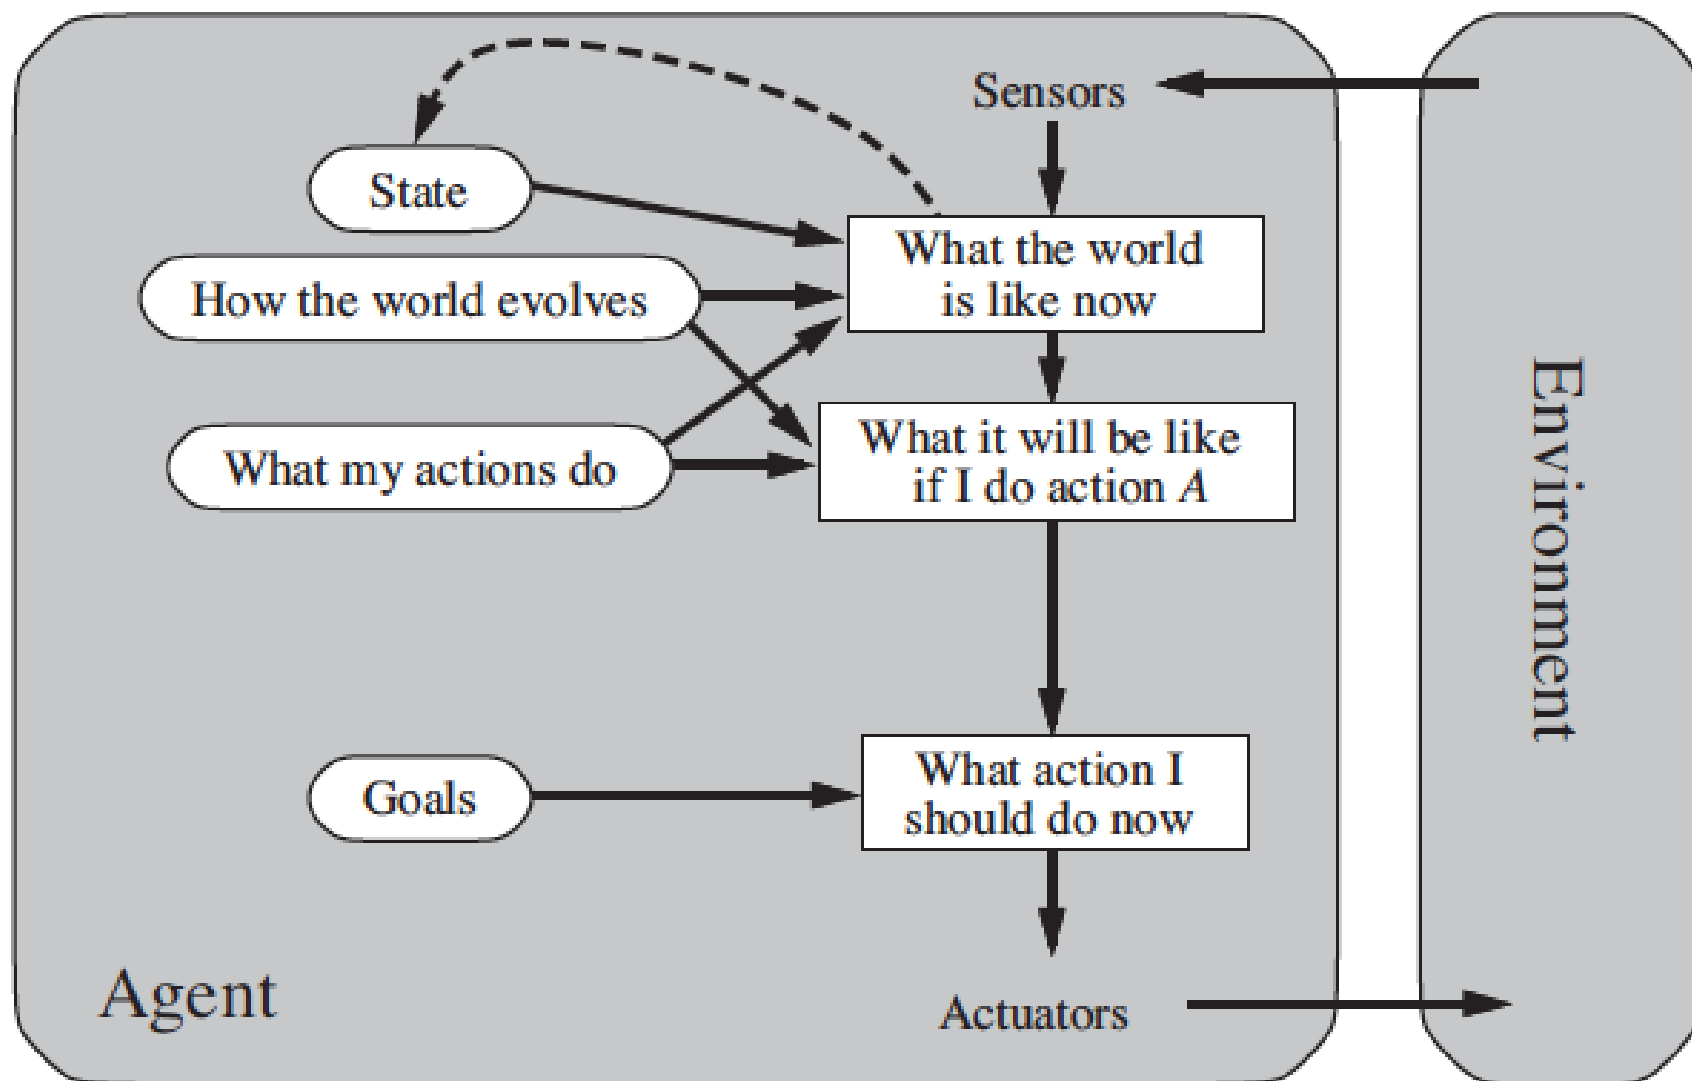 Sensors
State
What the world
is like now
How the world evolves
What my actions do
What it will be like
if I do action A
Goals
What action I
should do now
Agent
Actuators
Environment